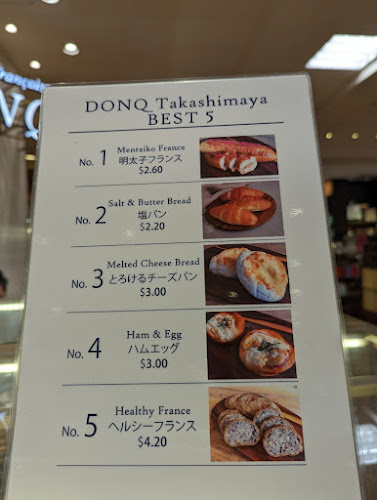 DONQ Takashimaya
BEST 5
No. 1
Mentaiko France
明太子フランス
$2.60
No. 2
Salt & Butter Bread
塩パン
$2.20
No. 3
Melted Cheese Bread
とろけるチーズパン
$3.00
No. 4
Ham & Egg
ハムエッグ
$3.00
No. 5
Healthy France
ヘルシーフランス
$4.20